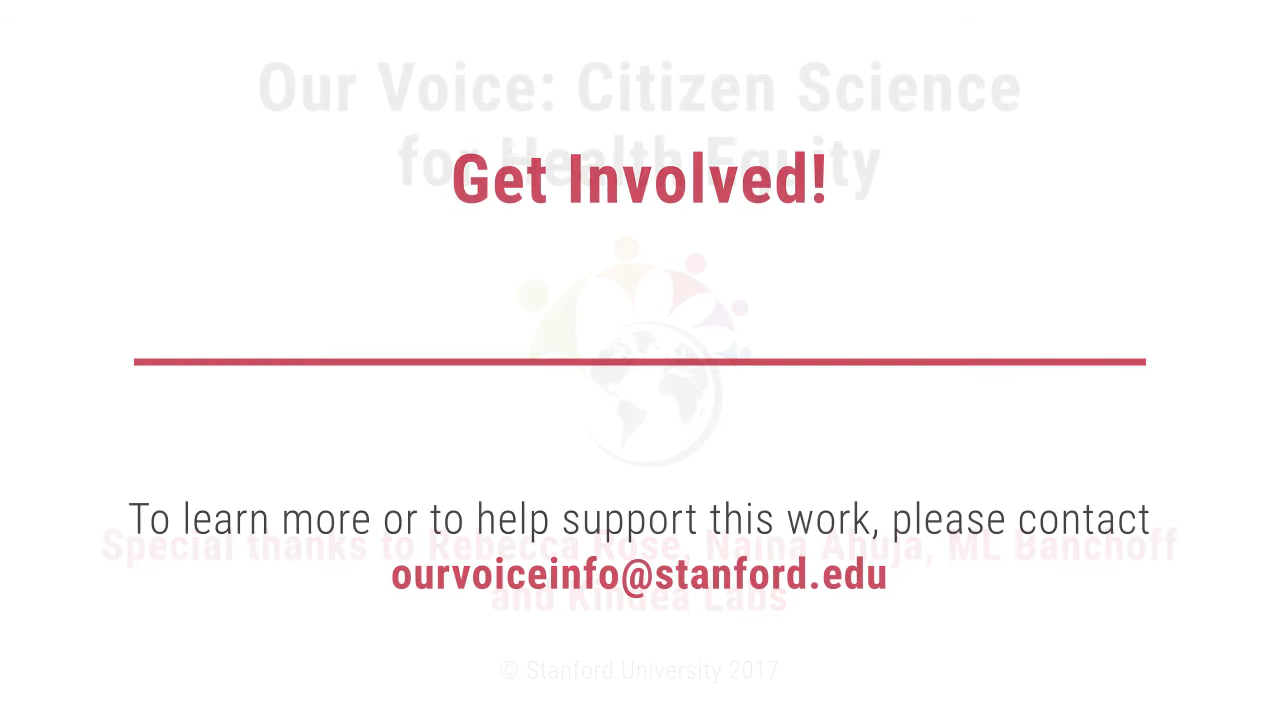 Our Voice: Citizen Science
for Health Equity
Get Involved!
To learn more or to help support this work, please contact
Special thanks to Rebecca Rose, Naina Ahuja, ML Banchoff
ourvoiceinfo@stanford.edu
and Kindea Labs
© Stanford University 2017